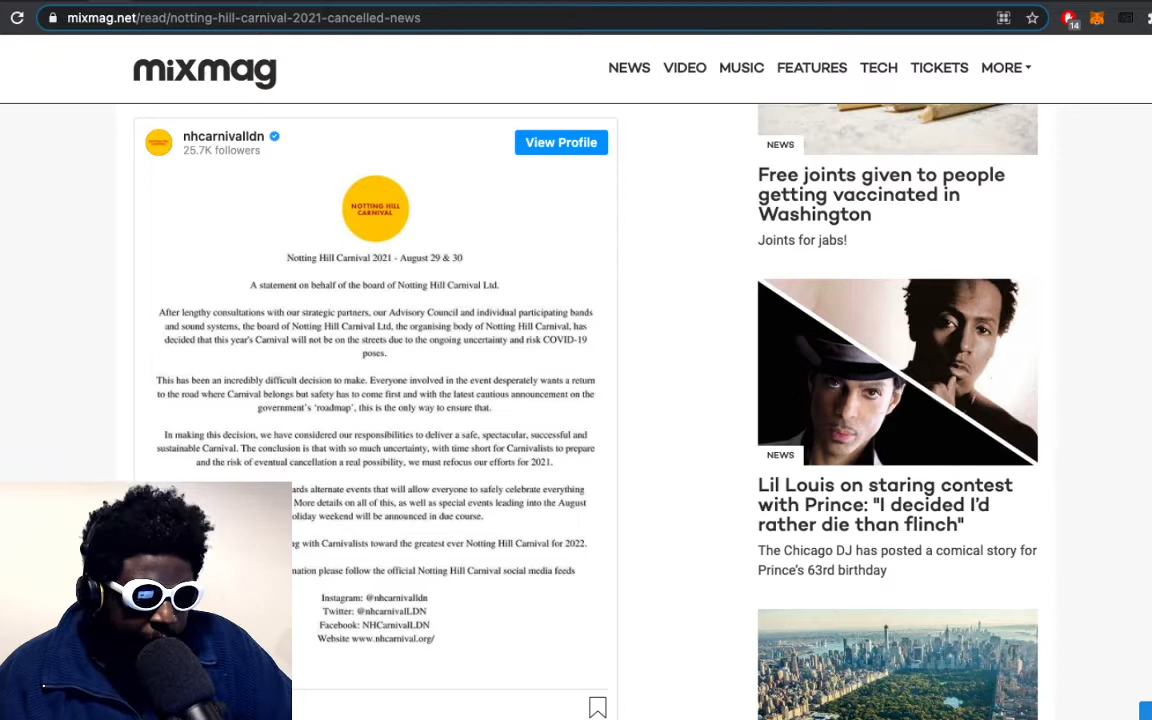 mixmag.net/read/notting-hill-carnival-2021-cancelled-news
14
mixmag
NEWS VIDEO MUSIC FEATURES TECH TICKETS MORE
nhcarnivalldn
25.7K followers
View Profile
NOTTING HILL
CARNIVAL
Notting Hill Carnival 2021 - August 29 & 30
A statement on behalf of the board of Notting Hill Carnival Ltd.
After lengthy consultations with our strategic partners, our Advisory Council and individual participating bands
and sound systems, the board of Notting Hill Carnival Ltd, the organising body of Notting Hill Carnival, has
decided that this year's Carnival will not be on the streets due to the ongoing uncertainty and risk COVID-19
poses.
This has been an incredibly difficult decision to make. Everyone involved in the event desperately wants a return
to the road where Carnival belongs but safety has to come first and with the latest cautious announcement on the
government's ‘roadmap’, this is the only way to ensure that.
In making this decision, we have considered our responsibilities to deliver a safe, spectacular, successful and
sustainable Carnival. The conclusion is that with so much uncertainty, with time short for Carnivalists to prepare
and the risk of eventual cancellation a real possibility, we must refocus our efforts for 2021.
alternate events that will allow everyone to safely celebrate everything
More details on all of this, as well as special events leading into the August
weekend will be announced in due course.
with Carnivalists toward the greatest ever Notting Hill Carnival for 2022.
please follow the official Notting Hill Carnival social media feeds
Instagram: @nhcarnivalldn
Twitter: @nhcarnivalLDN
Facebook: NHCarnivalLDN
Website www.nhcarnival.org/
NEWS
Free joints given to people
getting vaccinated in
Washington
Joints for jabs!
NEWS
Lil Louis on staring contest
with Prince: "I decided I’d
rather die than flinch"
The Chicago DJ has posted a comical story for
Prince’s 63rd birthday